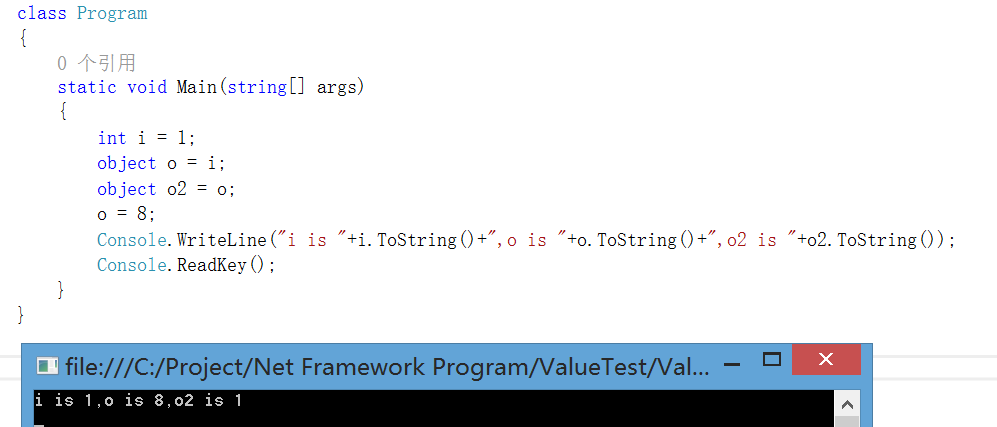 class Program
{
0 个引用
static void Main(string[] args)
{
int i = 1;
object o = i;
object o2 = o;
o = 8;
Console.WriteLine("i is "+i.ToString()+",o is "+o.ToString()+",o2 is "+o2.ToString());
Console.ReadKey();
}
}
file:///C:/Project/Net Framework Program/ValueTest/Val...
i is 1,o is 8,o2 is 1